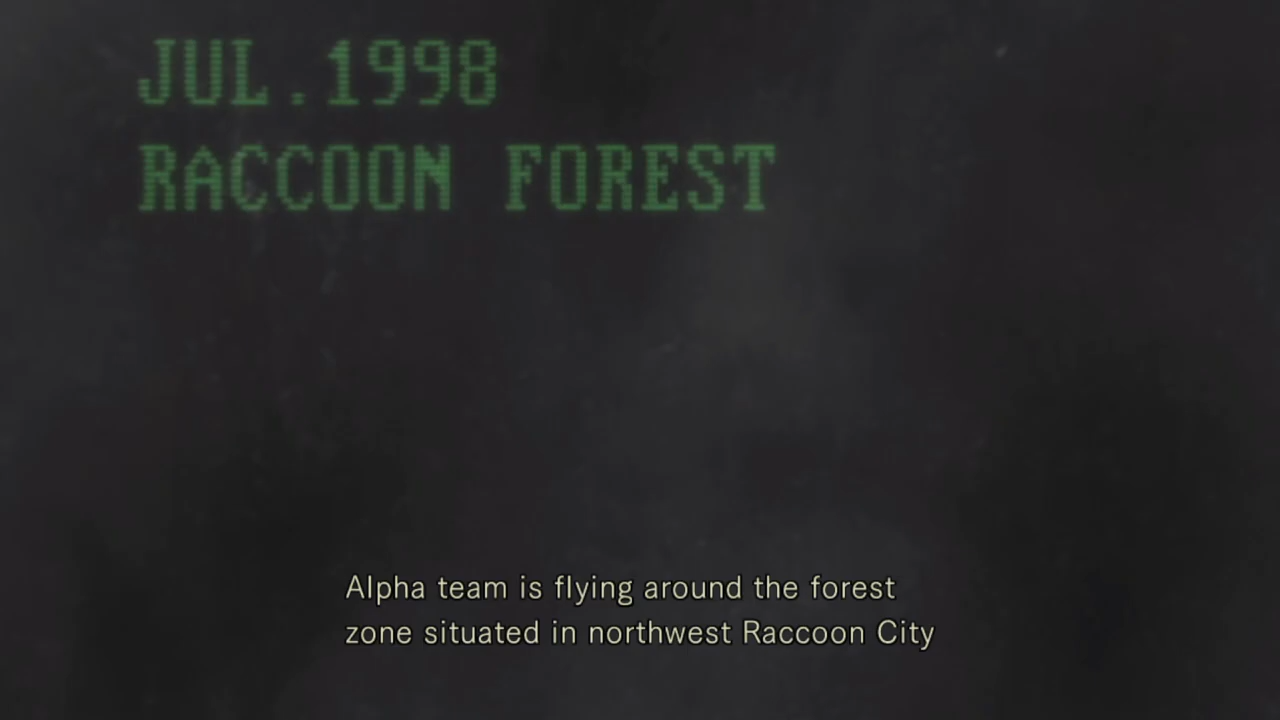 JUL.1998
RACCOON FOREST
Alpha team is flying around the forest
zone situated in northwest Raccoon City